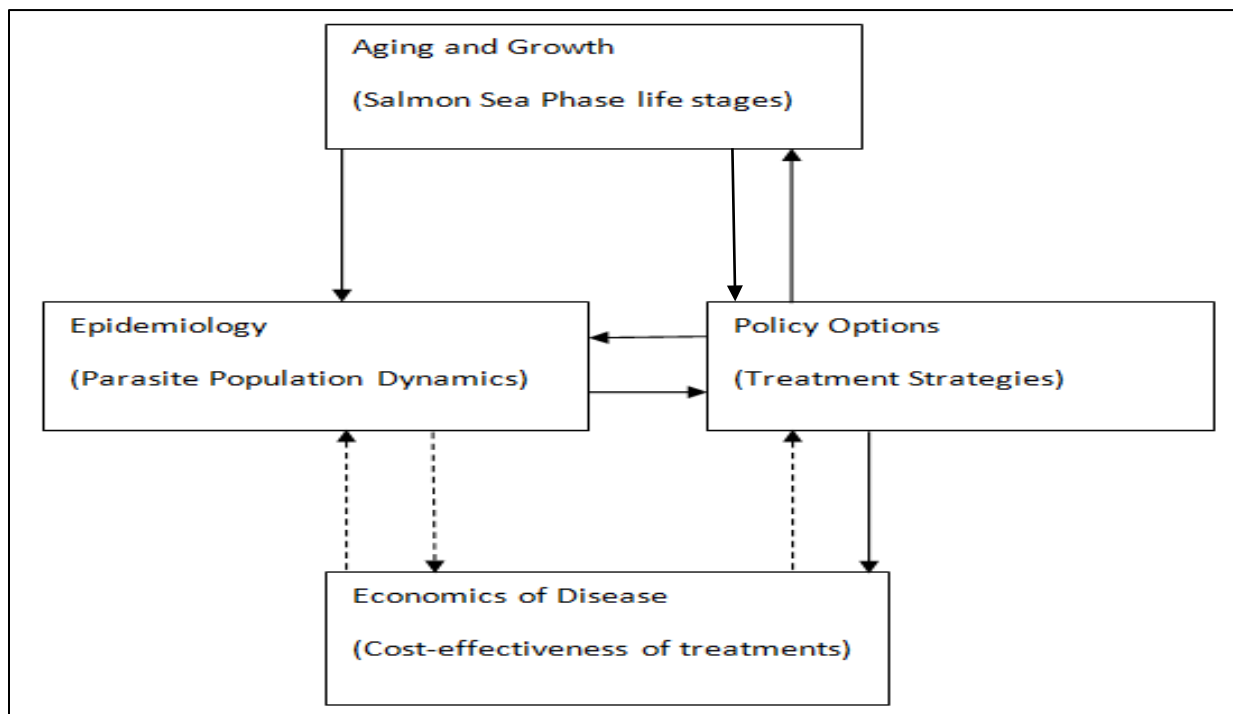 Aging and Growth
(Salmon Sea Phase life stages)
Epidemiology
(Parasite Population Dynamics)
Policy Options
(Treatment Strategies)
Economics of Disease
(Cost-effectiveness of treatments)